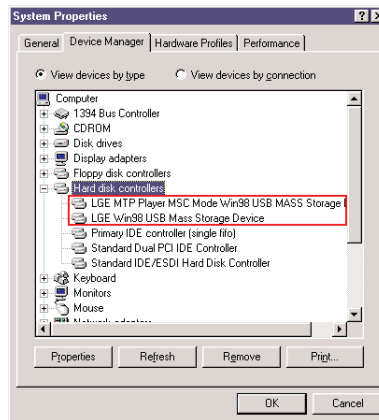 System Properties
General Device Manager Hardware Profiles Performance
View devices by type View devices by connection
Computer
1394 Bus Controller
CDROM
Disk drives
Display adapters
Floppy disk controllers
Hard disk controllers
LGE MTP Player MSC Mode Win98 USB MASS Storage
LGE Win98 USB Mass Storage Device
Primary IDE controller (single fifo)
Standard Dual PCI IDE Controller
Standard IDE/ESDI Hard Disk Controller
Keyboard
Monitors
Mouse
Network adapters
Properties Refresh Remove Print...
OK Cancel